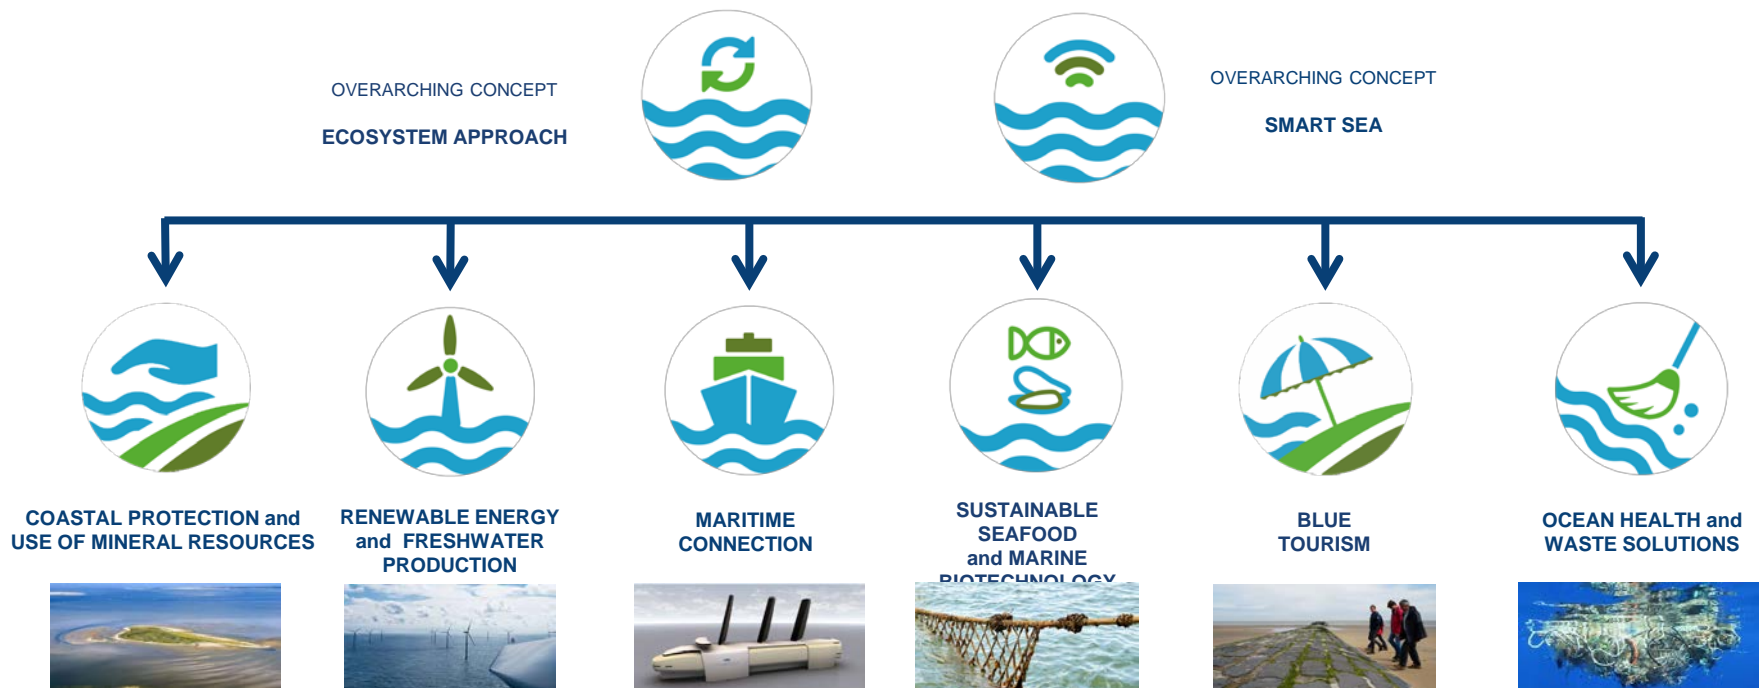 OVERARCHING CONCEPT
ECOSYSTEM APPROACH
OVERARCHING CONCEPT
SMART SEA
COASTAL PROTECTION and
USE OF MINERAL RESOURCES
RENEWABLE ENERGY
and FRESHWATER
PRODUCTION
MARITIME
CONNECTION
SUSTAINABLE
SEAFOOD
and MARINE
BIOTECHNOLOGY
BLUE
TOURISM
OCEAN HEALTH and
WASTE SOLUTIONS